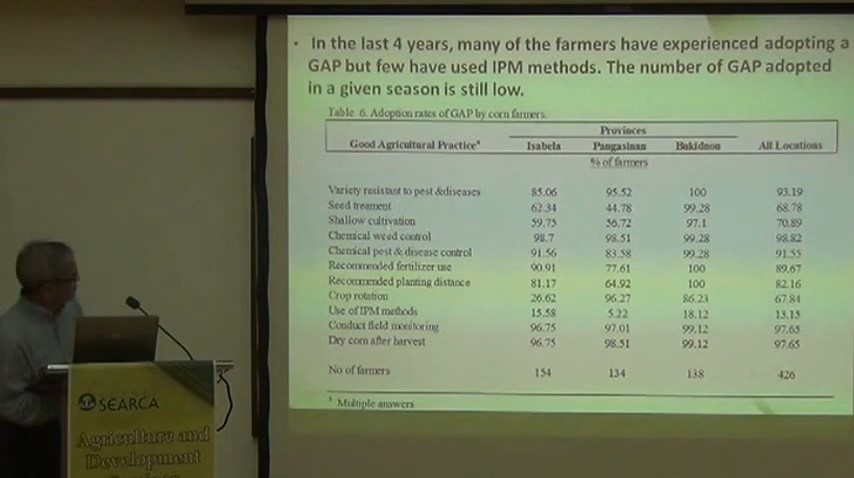 • In the last 4 years, many of the farmers have experienced adopting a
GAP but few have used IPM methods. The number of GAP adopted
in a given season is still low.
Table 6. Adoption rates of GAP by corn farmers.
Provinces
Good Agricultural Practiceª Isabela Pangasinan Bukidnon All Locations
% of farmers
Variety resistant to pest &diseases 85.06 95.52 100 93.19
Seed treament 62.34 44.78 99.28 68.78
Shallow cultivation 59.75 56.72 97.1 70.89
Chemical weed control 98.7 98.51 99.28 98.82
Chemical pest & disease control 91.56 83.58 99.28 91.55
Recommended fertilizer use 90.91 77.61 100 89.67
Recommended planting distance 81.17 64.92 100 82.16
Crop rotation 26.62 96.27 86.23 67.84
Use of IPM methods 15.58 5.22 18.12 13.15
Conduct field monitoring 96.75 97.01 99.12 97.65
Dry corn after harvest 96.75 98.51 99.12 97.65
No of farmers 154 134 138 426
ª Multiple answers
SEARCA
Agriculture and
Development